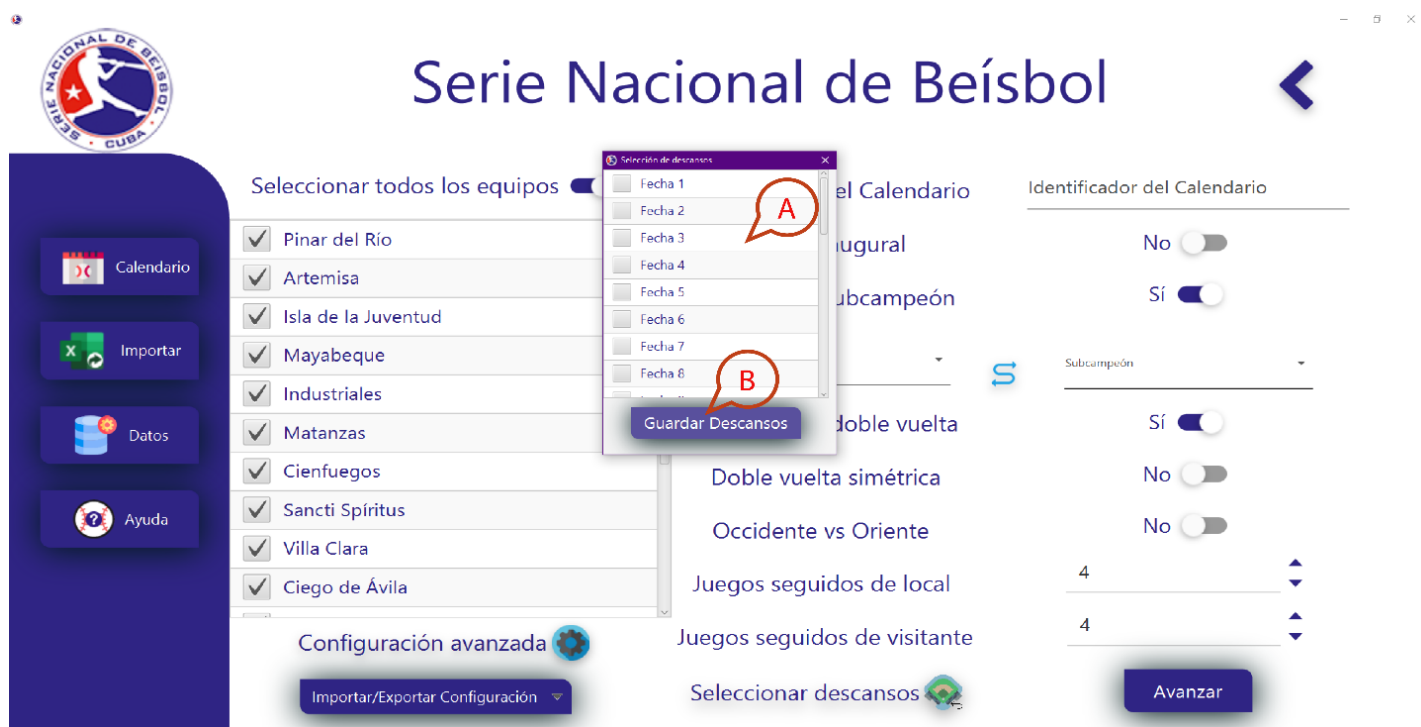 SERIE NACIONAL DE BEISBOL
CUBA
Serie Nacional de Beísbol
Calendario
Importar
Datos
Ayuda
Seleccionar todos los equipos
Pinar del Río
Artemisa
Isla de la Juventud
Mayabeque
Industriales
Matanzas
Cienfuegos
Sancti Spíritus
Villa Clara
Ciego de Ávila
Configuración avanzada
Importar/Exportar Configuración
Selección de descansos
Fecha 1
Fecha 2
Fecha 3
Fecha 4
Fecha 5
Fecha 6
Fecha 7
Fecha 8
A
B
Guardar Descansos
el Calendario
Identificador del Calendario
ugural
No
ubcampeón
Sí
Subcampeón
doble vuelta
Sí
Doble vuelta simétrica
No
Occidente vs Oriente
No
Juegos seguidos de local
4
Juegos seguidos de visitante
4
Seleccionar descansos
Avanzar